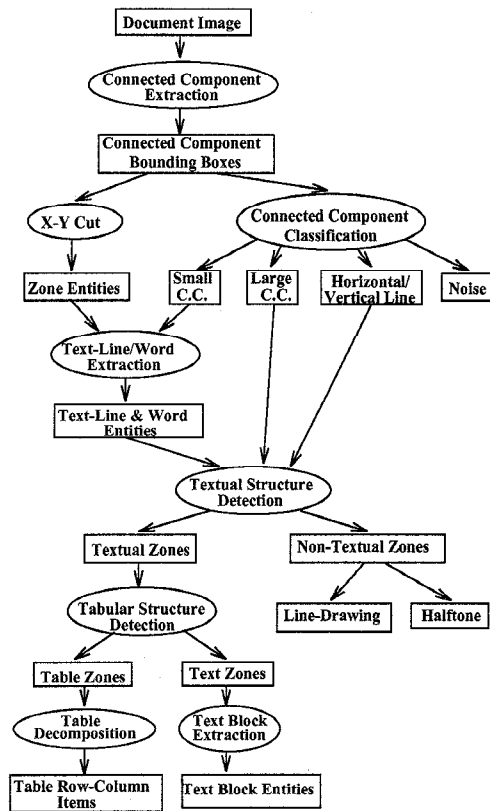 Document Image
Connected Component
Extraction
Connected Component
Bounding Boxes
X-Y Cut
Connected Component
Classification
Zone Entities
Small
C.C.
Large
C.C.
Horizontal/
Vertical Line
Noise
Text-Line/Word
Extraction
Text-Line & Word
Entities
Textual Structure
Detection
Textual Zones
Non-Textual Zones
Tabular Structure
Detection
Line-Drawing
Halftone
Table Zones
Text Zones
Table
Decomposition
Text Block
Extraction
Table Row-Column
Items
Text Block Entities